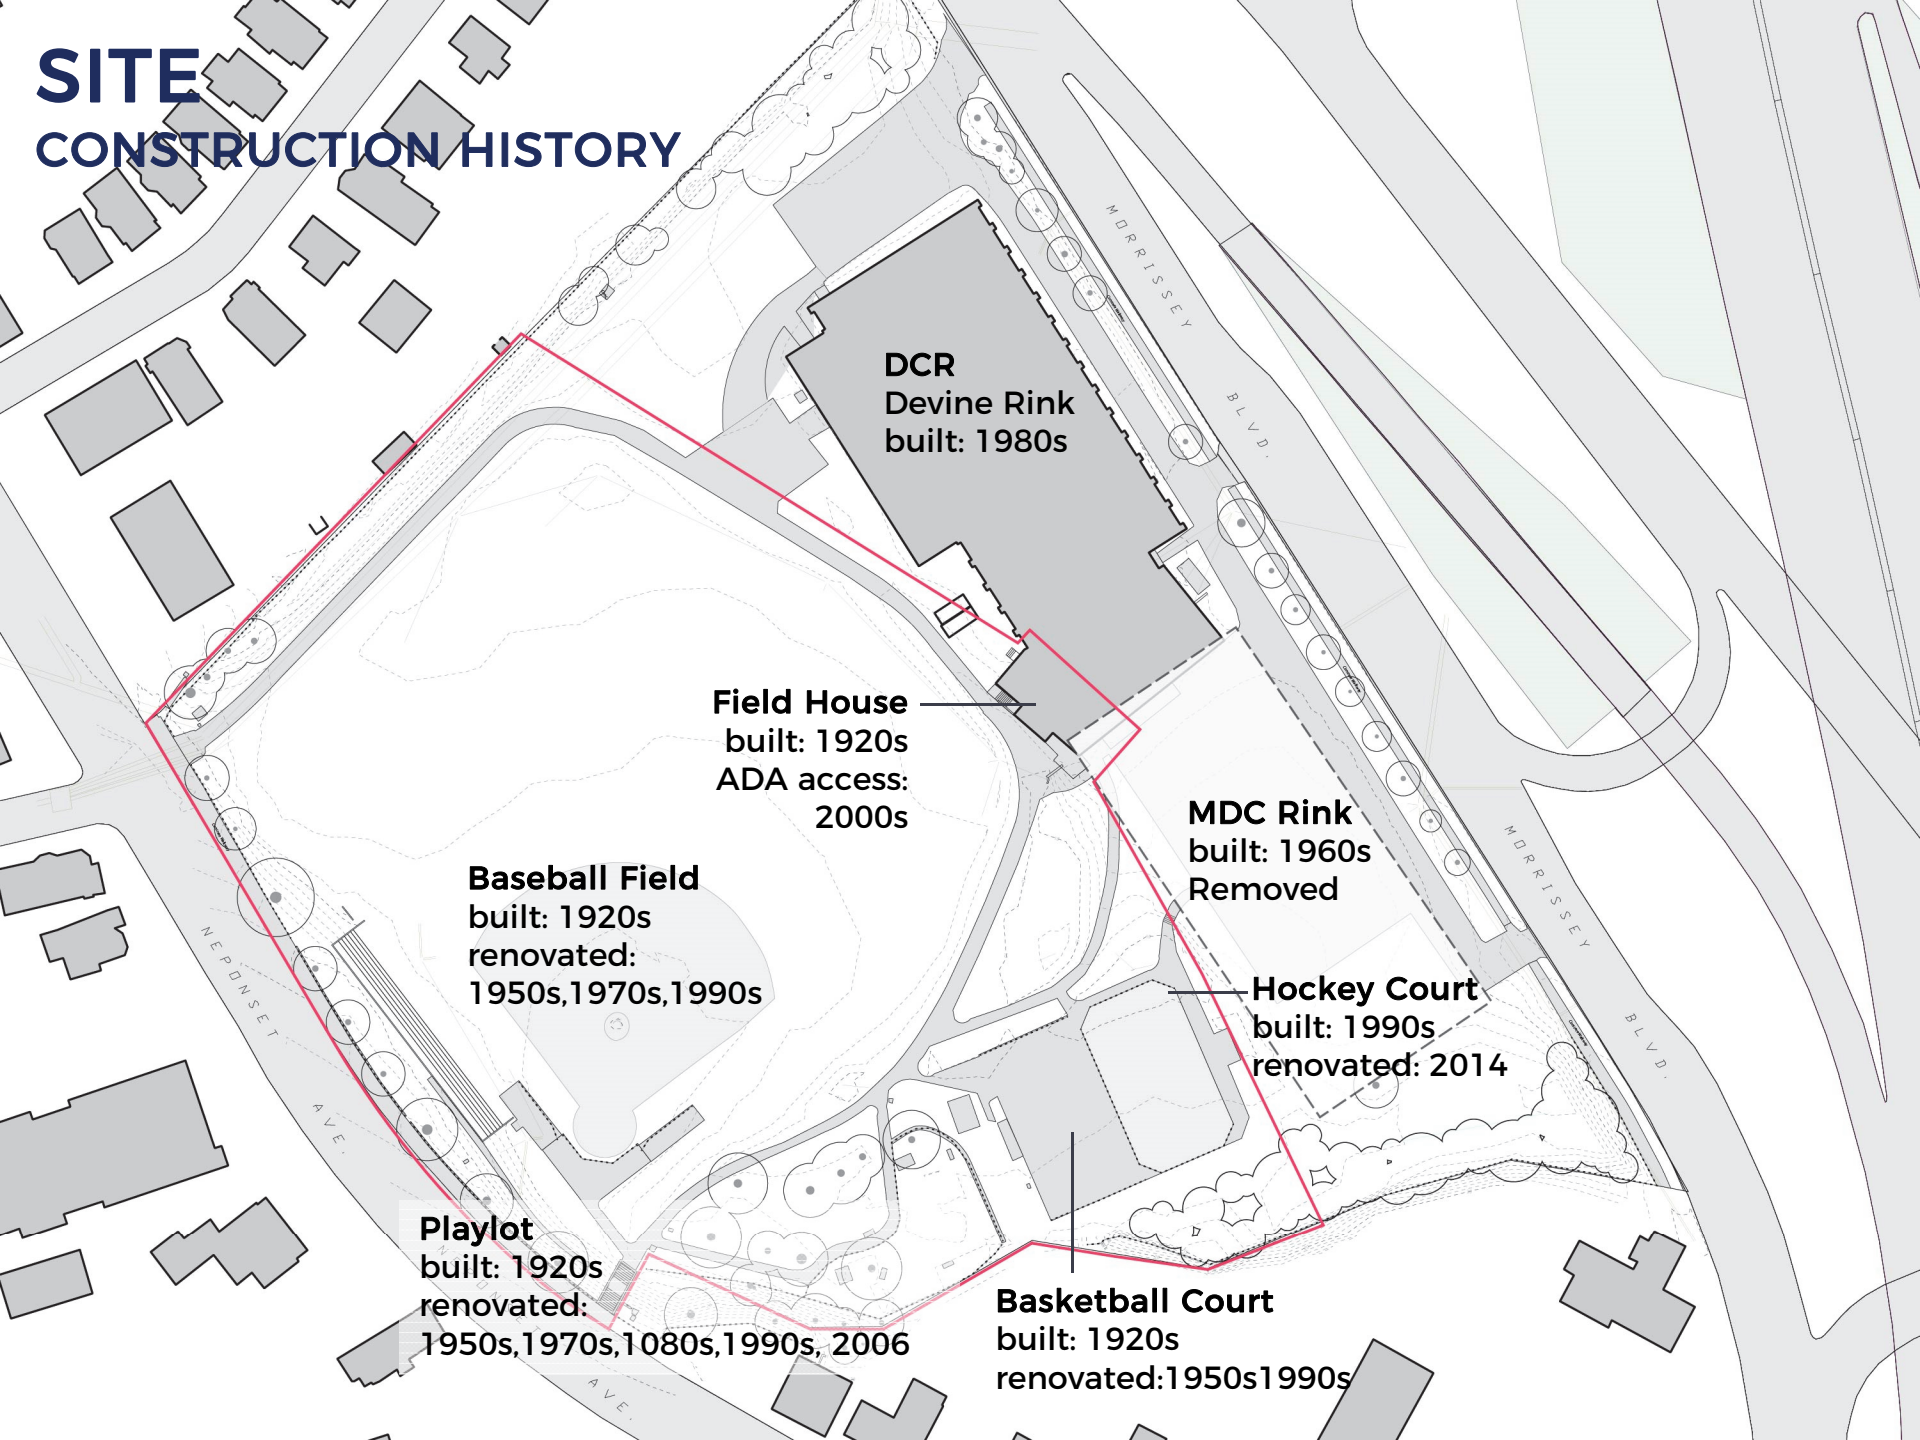 SITE
CONSTRUCTION HISTORY
MORRISSEY
BLVD.
DCR
Devine Rink
built: 1980s
Field House
built: 1920s
ADA access:
2000s
MDC Rink
built: 1960s
Removed
MORRISSEY
BLVD.
Baseball Field
built: 1920s
renovated:
1950s,1970s,1990s
NEPONSET
AVE.
Hockey Court
built: 1990s
renovated: 2014
Playlot
built: 1920s
renovated:
1950s,1970s,1080s,1990s, 2006
NEPONSET
AVE.
Basketball Court
built: 1920s
renovated:1950s1990s